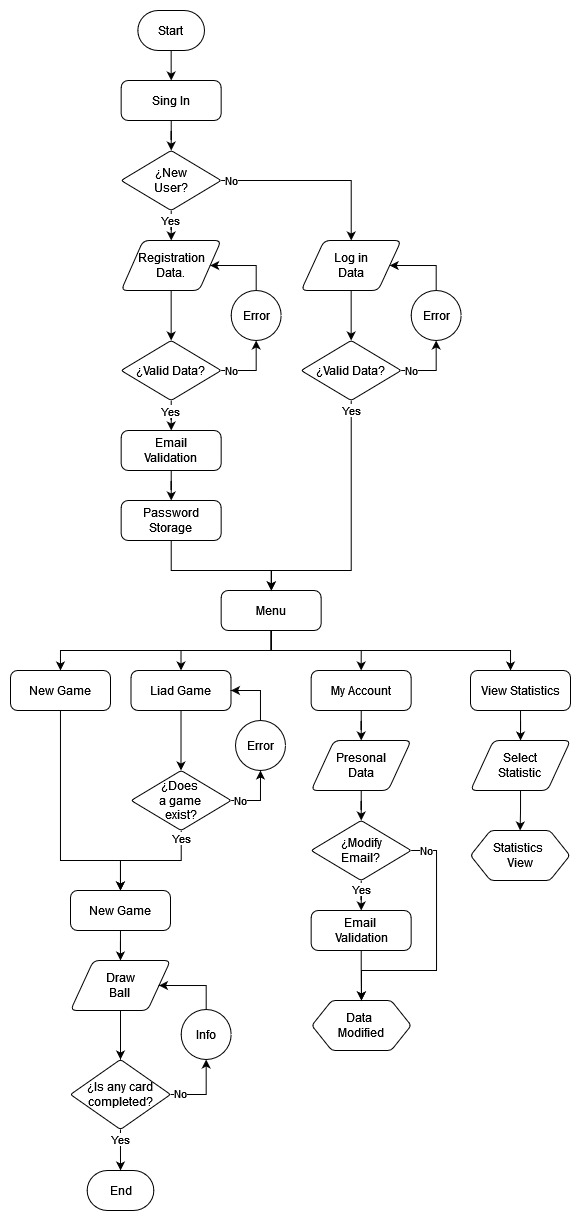 Start
Sing In
¿New
User?
No
Yes
Registration
Data.
Log in
Data
Error
Error
¿Valid Data?
No
¿Valid Data?
No
Yes
Yes
Email
Validation
Password
Storage
Menu
New Game
Liad Game
My Account
View Statistics
Error
Presonal
Data
Select
Statistic
¿Does
a game
exist?
No
Yes
¿Modify
Email?
No
Yes
Statistics
View
New Game
Email
Validation
Draw
Ball
Info
Data
Modified
¿Is any card
completed?
No
Yes
End